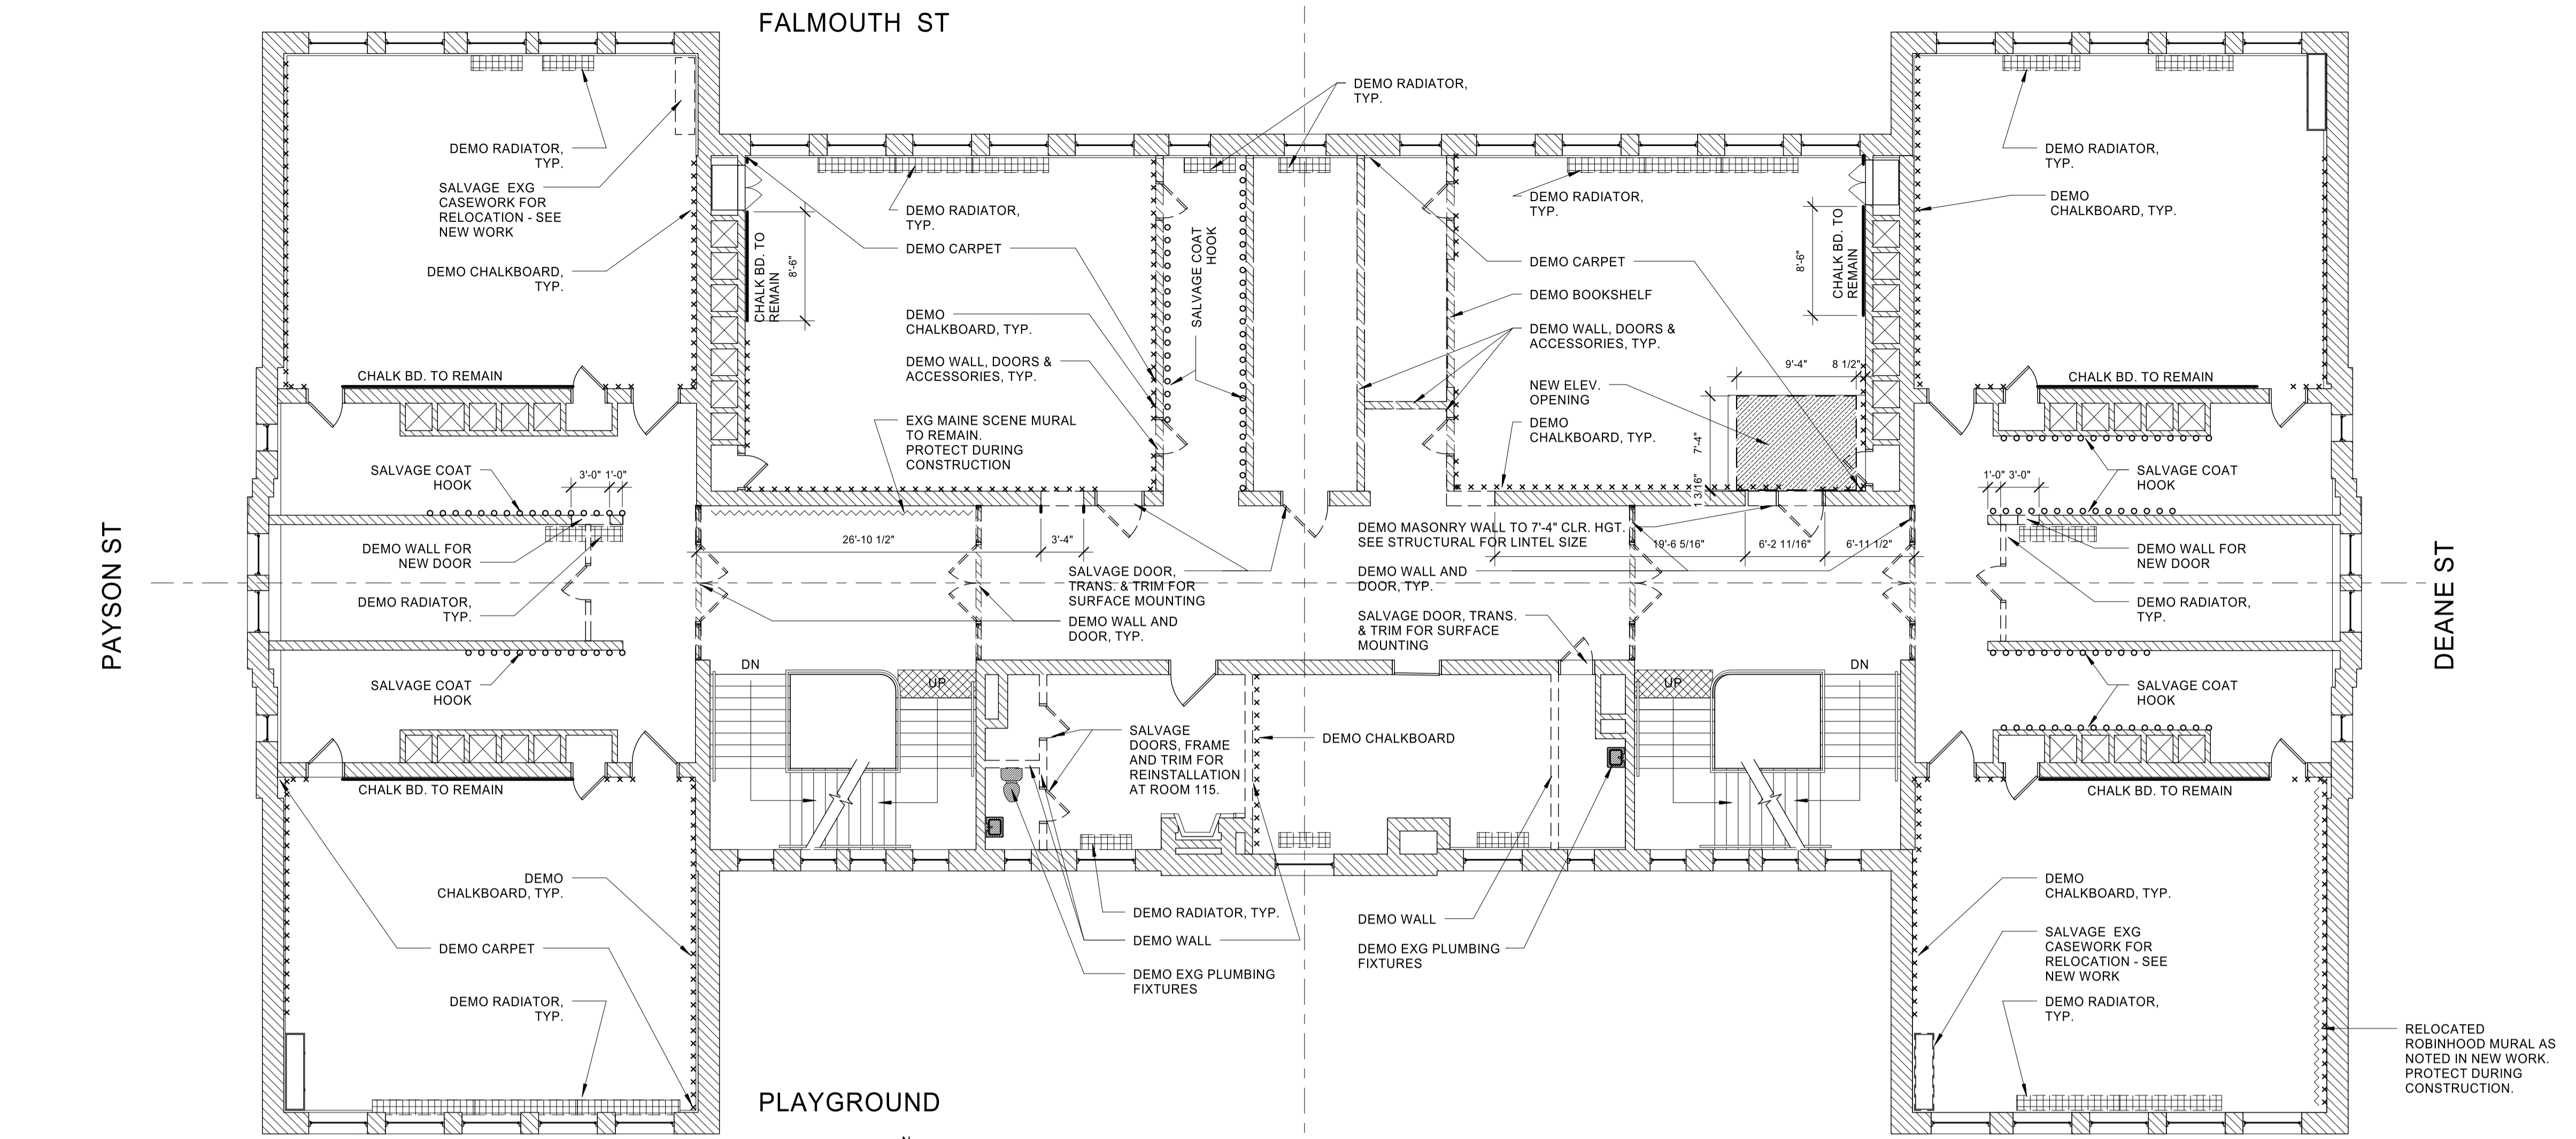 FALMOUTH ST
DEMO RADIATOR,
TYP.
DEMO RADIATOR,
TYP.
SALVAGE EXG
CASEWORK FOR
RELOCATION - SEE
NEW WORK
DEMO CHALKBOARD,
TYP.
CHALK BD. TO REMAIN
CHALK BD. TO
REMAIN
8'-6"
DEMO RADIATOR,
TYP.
DEMO CARPET
DEMO
CHALKBOARD, TYP.
DEMO WALL, DOORS &
ACCESSORIES, TYP.
EXG MAINE SCENE MURAL
TO REMAIN.
PROTECT DURING
CONSTRUCTION
SALVAGE COAT
HOOK
DEMO RADIATOR,
TYP.
DEMO CARPET
DEMO BOOKSHELF
DEMO WALL, DOORS &
ACCESSORIES, TYP.
NEW ELEV.
OPENING
DEMO
CHALKBOARD, TYP.
8'-6"
CHALK BD. TO
REMAIN
9'-4"
8 1/2"
7'-4"
1 3/16"
DEMO RADIATOR,
TYP.
DEMO
CHALKBOARD, TYP.
CHALK BD. TO REMAIN
SALVAGE COAT
HOOK
3'-0"
1'-0"
DEMO WALL FOR
NEW DOOR
DEMO RADIATOR,
TYP.
SALVAGE COAT
HOOK
PAYSON ST
26'-10 1/2"
3'-4"
SALVAGE DOOR,
TRANS. & TRIM FOR
SURFACE MOUNTING
DEMO WALL AND
DOOR, TYP.
DEMO MASONRY WALL TO 7'-4" CLR. HGT.
SEE STRUCTURAL FOR LINTEL SIZE
19'-6 5/16"
6'-2 11/16"
6'-11 1/2"
DEMO WALL AND
DOOR, TYP.
SALVAGE DOOR, TRANS.
& TRIM FOR SURFACE
MOUNTING
1'-0"
3'-0"
SALVAGE COAT
HOOK
DEMO WALL FOR
NEW DOOR
DEMO RADIATOR,
TYP.
SALVAGE COAT
HOOK
DEANE ST
DN
UP
SALVAGE
DOORS, FRAME
AND TRIM FOR
REINSTALLATION
AT ROOM 115.
DEMO CHALKBOARD
UP
DN
CHALK BD. TO REMAIN
CHALK BD. TO REMAIN
DEMO
CHALKBOARD, TYP.
DEMO CARPET
DEMO RADIATOR,
TYP.
DEMO RADIATOR, TYP.
DEMO WALL
DEMO EXG PLUMBING
FIXTURES
DEMO WALL
DEMO EXG PLUMBING
FIXTURES
DEMO
CHALKBOARD, TYP.
SALVAGE EXG
CASEWORK FOR
RELOCATION - SEE
NEW WORK
DEMO RADIATOR,
TYP.
RELOCATED
ROBINHOOD MURAL AS
NOTED IN NEW WORK.
PROTECT DURING
CONSTRUCTION.
PLAYGROUND